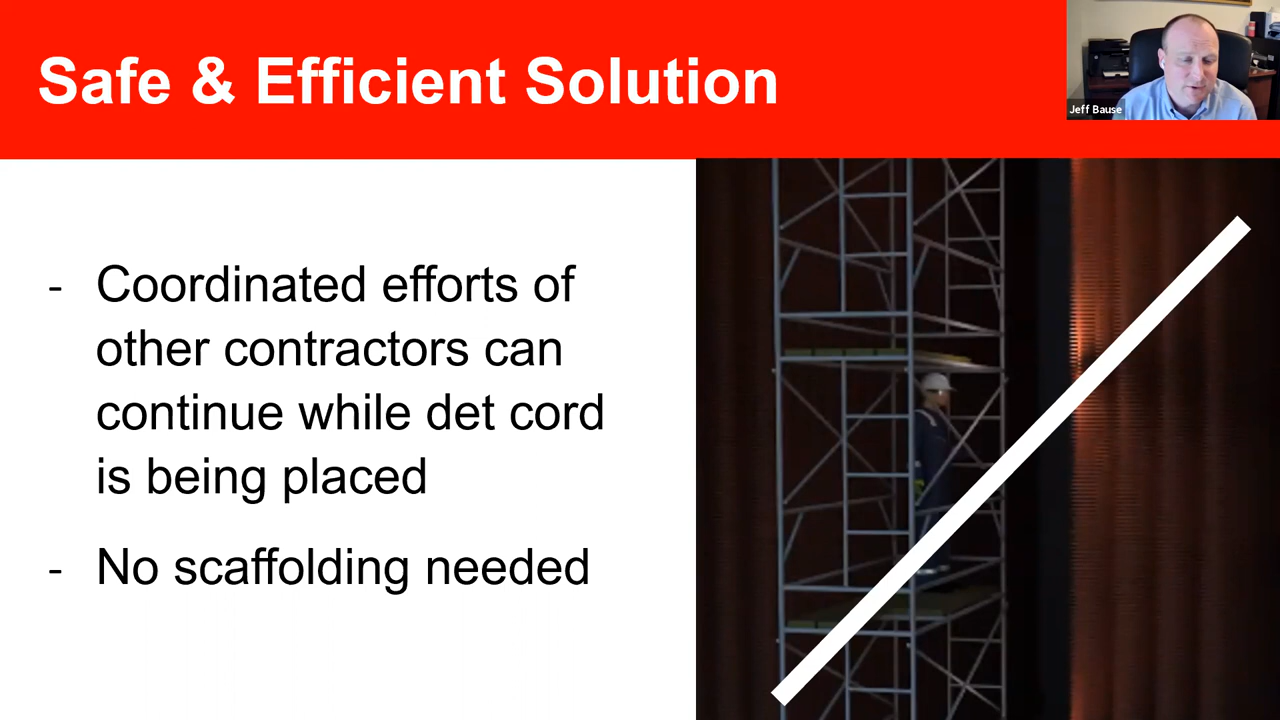 Safe & Efficient Solution
Jeff Bause
- Coordinated efforts of
other contractors can
continue while det cord
is being placed
- No scaffolding needed